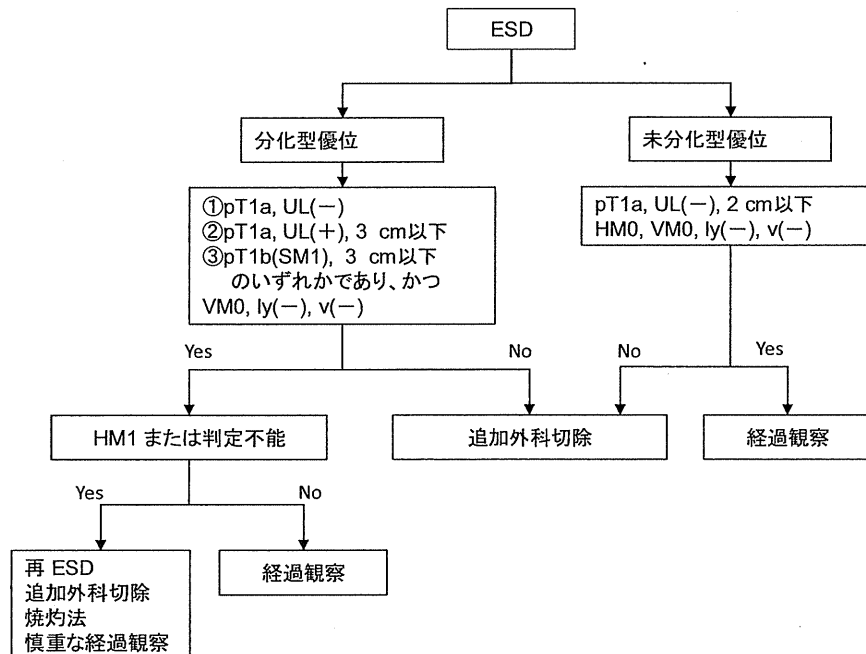 ESD
分化型優位
未分化型優位
①pT1a, UL(－)
②pT1a, UL(＋), 3 cm以下
③pT1b(SM1), 3 cm以下
のいずれかであり、かつ
VM0, ly(－), v(－)
pT1a, UL(－), 2 cm以下
HM0, VM0, ly(－), v(－)
Yes
No
No
Yes
HM1 または判定不能
追加外科切除
経過観察
Yes
No
再 ESD
追加外科切除
焼灼法
慎重な経過観察
経過観察